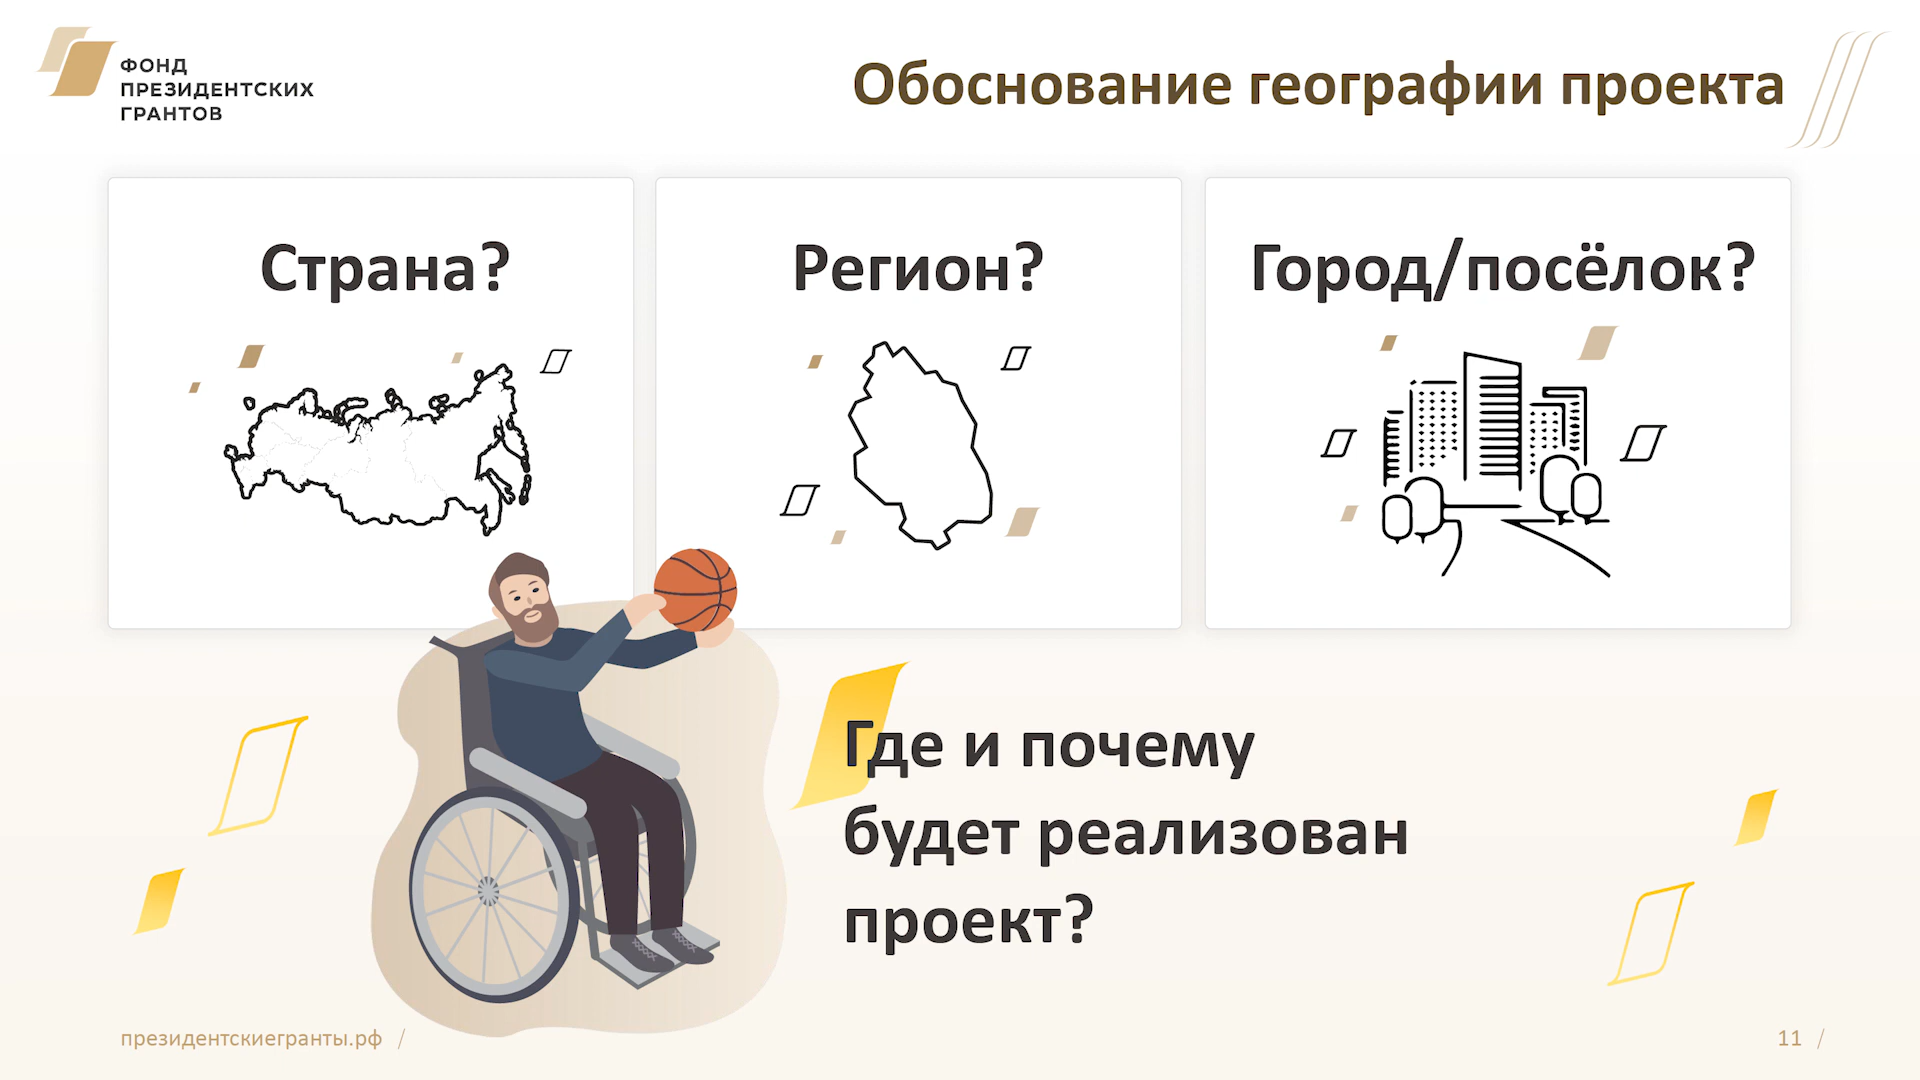 ФОНД
ПРЕЗИДЕНТСКИХ
ГРАНТОВ
Обоснование географии проекта
Страна?
Регион?
Город/посёлок?
Где и почему
будет реализован
проект?
президентскиегранты.рф /
11 /